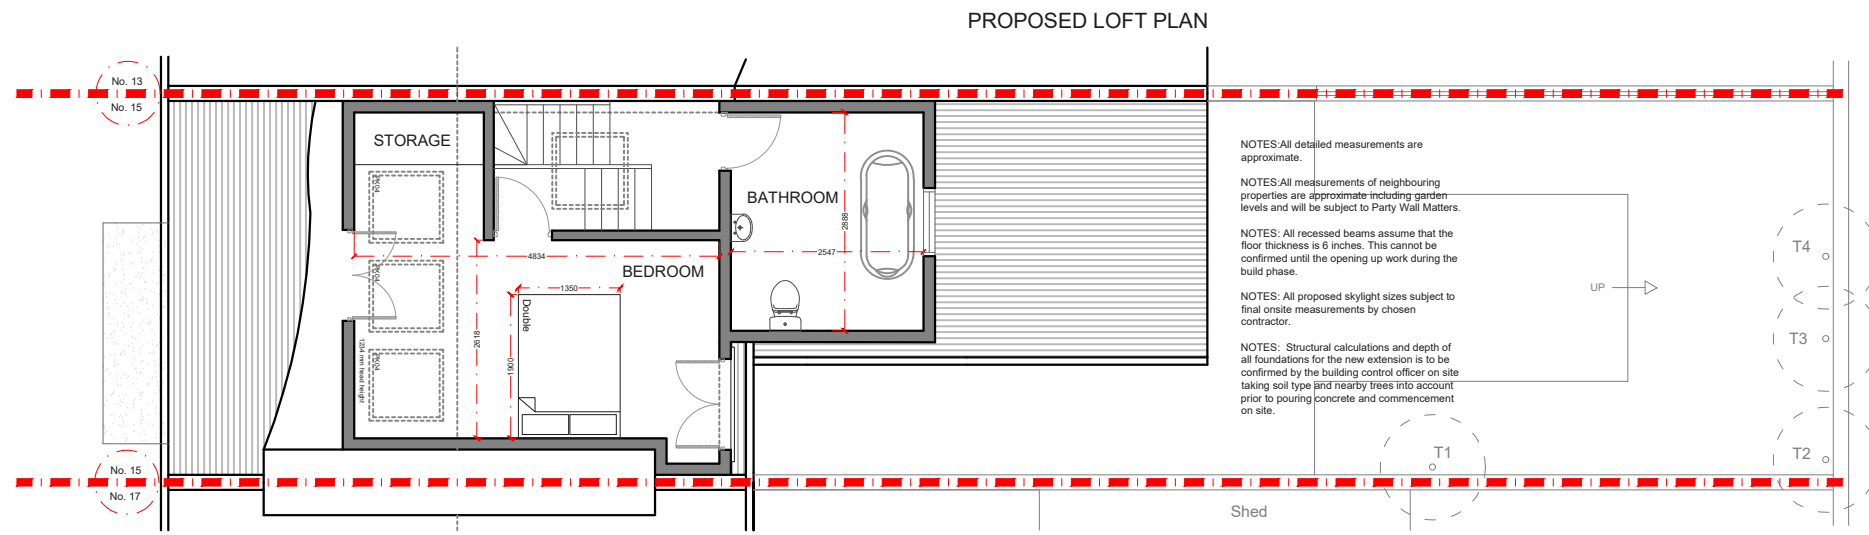 PROPOSED LOFT PLAN
No. 13
No. 15
STORAGE
BATHROOM
BEDROOM
4834
2547
2888
2618
1350
1900
Double
1224 mm head height
No. 15
No. 17
NOTES:All detailed measurements are
approximate.
NOTES:All measurements of neighbouring
properties are approximate including garden
levels and will be subject to Party Wall Matters.
NOTES: All recessed beams assume that the
floor thickness is 6 inches. This cannot be
confirmed until the opening up work during the
build phase.
NOTES: All proposed skylight sizes subject to
final onsite measurements by chosen
contractor.
NOTES: Structural calculations and depth of
all foundations for the new extension is to be
confirmed by the building control officer on site
taking soil type and nearby trees into account
prior to pouring concrete and commencement
on site.
UP
T4
T3
T2
T1
Shed